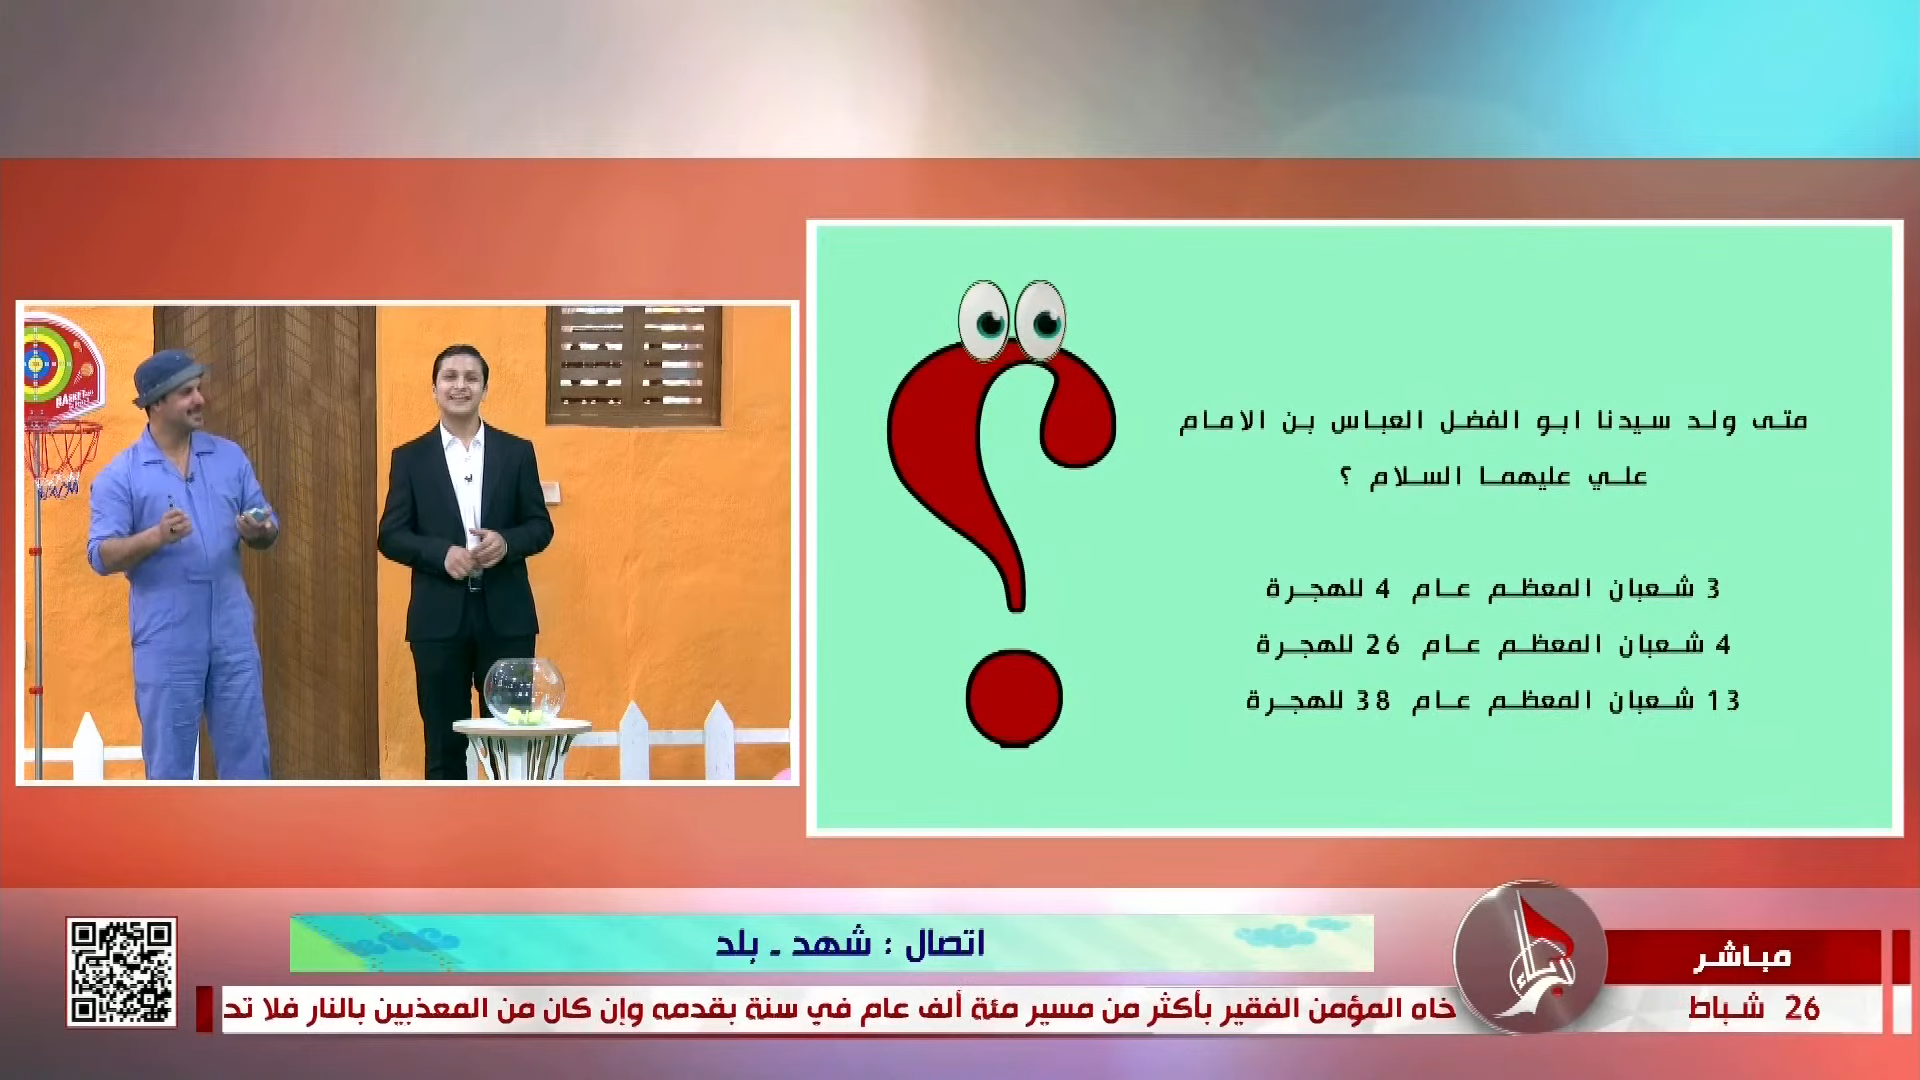 متى ولد سيدنا ابو الفضل العباس بن الامام
علي عليهما السلام ؟
3 شعبان المعظم عام 4 للهجرة
4 شعبان المعظم عام 26 للهجرة
13 شعبان المعظم عام 38 للهجرة
اتصال : شهد - بلد
مباشر
خاه المؤمن الفقير بأكثر من مسير مئة ألف عام في سنة بقدمه وإن كان من المعذبين بالنار فلا تد
26 شباط